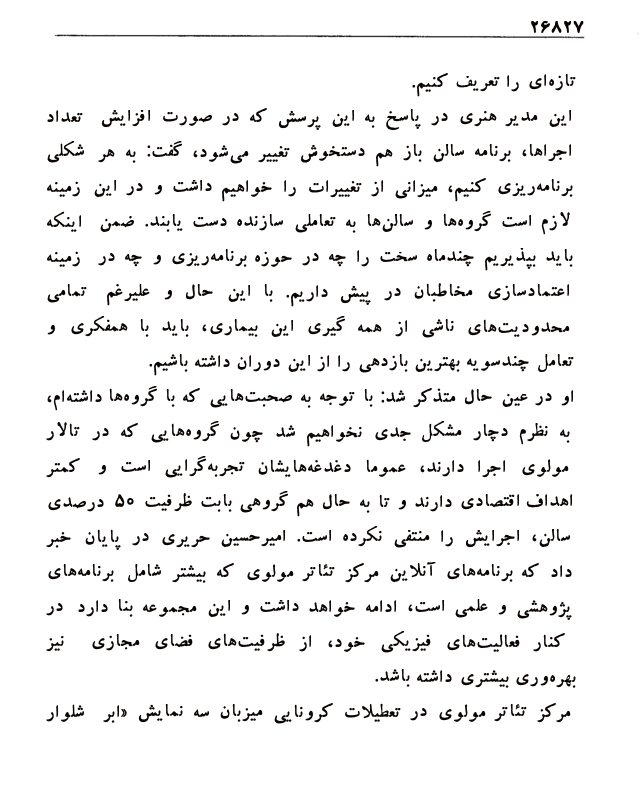 ۲۶۸۲۷
تازه‌ای را تعریف کنیم.
این مدیر هنری در پاسخ به این پرسش که در صورت افزایش تعداد
اجراها، برنامه سالن باز هم دستخوش تغییر می‌شود، گفت: به هر شکلی
برنامه‌ریزی کنیم، میزانی از تغییرات را خواهیم داشت و در این زمینه
لازم است گروه‌ها و سالن‌ها به تعاملی سازنده دست یابند. ضمن اینکه
باید بپذیریم چندماه سخت را چه در حوزه برنامه‌ریزی و چه در زمینه
اعتمادسازی مخاطبان در پیش داریم. با این حال و علیرغم تمامی
محدودیت‌های ناشی از همه گیری این بیماری، باید با همفکری و
تعامل چندسویه بهترین بازدهی را از این دوران داشته باشیم.
او در عین حال متذکر شد: با توجه به صحبت‌هایی که با گروه‌ها داشته‌ام،
به نظرم دچار مشکل جدی نخواهیم شد چون گروه‌هایی که در تالار
مولوی اجرا دارند، عموما دغدغه‌هایشان تجربه‌گرایی است و کمتر
اهداف اقتصادی دارند و تا به حال هم گروهی بابت ظرفیت ۵۰ درصدی
سالن، اجرایش را منتفی نکرده است. امیرحسین حریری در پایان خبر
داد که برنامه‌های آنلاین مرکز تئاتر مولوی که بیشتر شامل برنامه‌های
پژوهشی و علمی است، ادامه خواهد داشت و این مجموعه بنا دارد در
کنار فعالیت‌های فیزیکی خود، از ظرفیت‌های فضای مجازی نیز
بهره‌وری بیشتری داشته باشد.
مرکز تئاتر مولوی در تعطیلات کرونایی میزبان سه نمایش «ابر شلوار